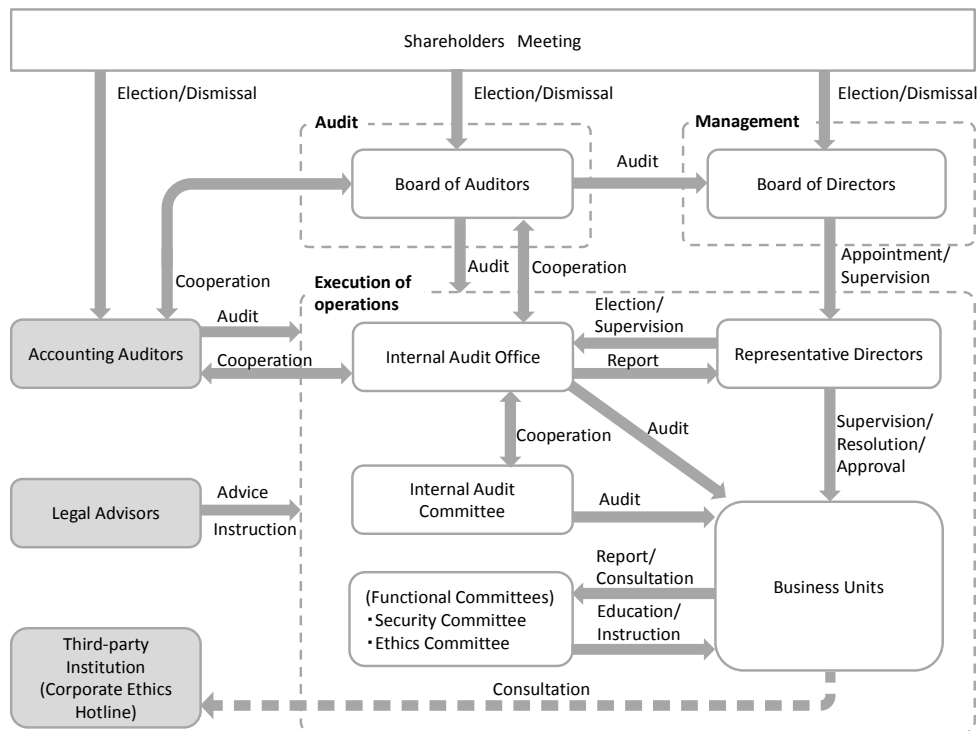 Shareholders Meeting
Election/Dismissal
Election/Dismissal
Election/Dismissal
Audit
Management
Board of Auditors
Audit
Board of Directors
Cooperation
Audit
Cooperation
Appointment/
Supervision
Execution of
operations
Accounting Auditors
Audit
Cooperation
Internal Audit Office
Election/
Supervision
Report
Representative Directors
Cooperation
Audit
Supervision/
Resolution/
Approval
Legal Advisors
Advice
Instruction
Internal Audit
Committee
Audit
Business Units
Report/
Consultation
(Functional Committees)
・Security Committee
・Ethics Committee
Education/
Instruction
Third-party
Institution
(Corporate Ethics
Hotline)
Consultation